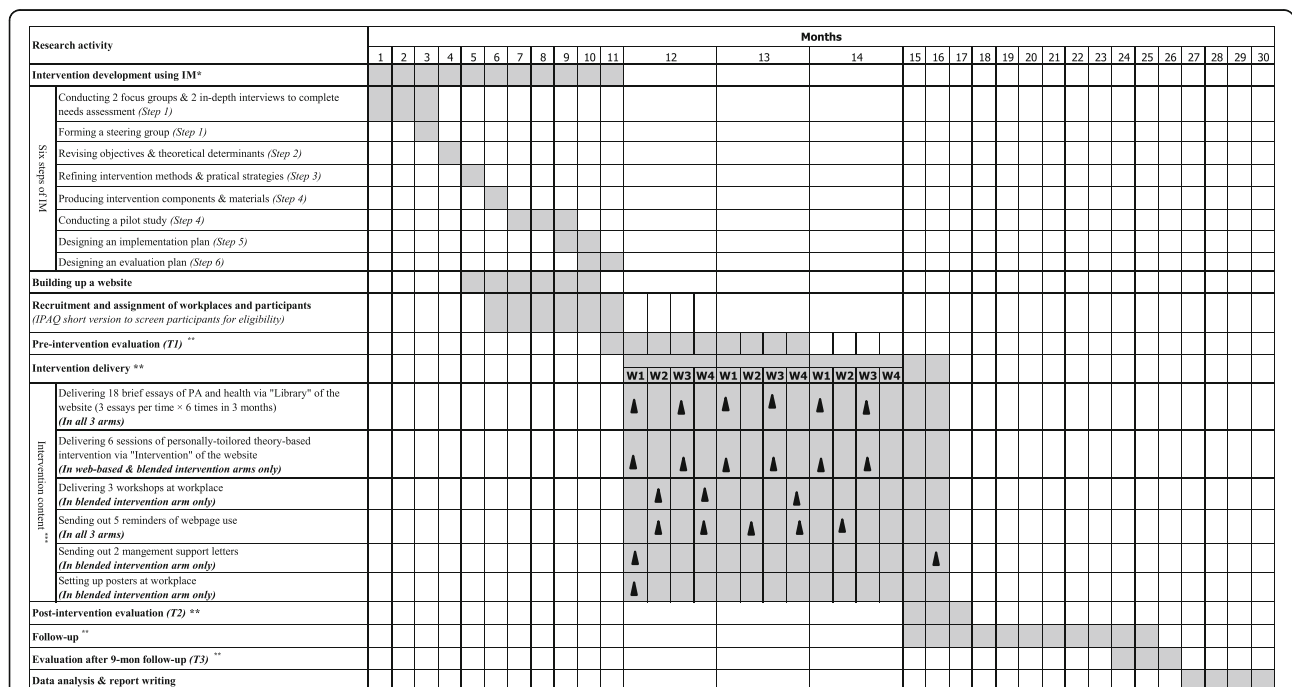 Research activity
Months
1 2 3 4 5 6 7 8 9 10 11 12 13 14 15 16 17 18 19 20 21 22 23 24 25 26 27 28 29 30
Intervention development using IM*
Six steps of IM
Conducting 2 focus groups & 2 in-depth interviews to complete
needs assessment (Step 1)
Forming a steering group (Step 1)
Revising objectives & theoretical determinants (Step 2)
Refining intervention methods & pratical strategies (Step 3)
Producing intervention components & materials (Step 4)
Conducting a pilot study (Step 4)
Designing an implementation plan (Step 5)
Designing an evaluation plan (Step 6)
Building up a website
Recruitment and assignment of workplaces and participants
(IPAQ short version to screen participants for eligibility)
Pre-intervention evaluation (T1) **
Intervention delivery **
W1 W2 W3 W4 W1 W2 W3 W4 W1 W2 W3 W4
Intervention content ***
Delivering 18 brief essays of PA and health via "Library" of the
website (3 essays per time × 6 times in 3 months)
(In all 3 arms)
Delivering 6 sessions of personally-toilored theory-based
intervention via "Intervention" of the website
(In web-based & blended intervention arms only)
Delivering 3 workshops at workplace
(In blended intervention arm only)
Sending out 5 reminders of webpage use
(In all 3 arms)
Sending out 2 mangement support letters
(In blended intervention arm only)
Setting up posters at workplace
(In blended intervention arm only)
Post-intervention evaluation (T2) **
Follow-up **
Evaluation after 9-mon follow-up (T3) **
Data analysis & report writing